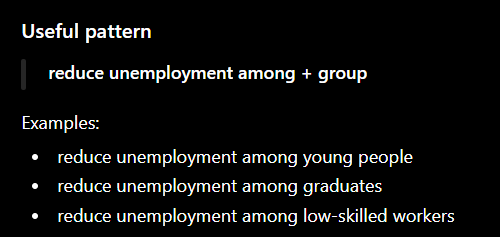 Useful pattern
reduce unemployment among + group
Examples:
• reduce unemployment among young people
• reduce unemployment among graduates
• reduce unemployment among low-skilled workers